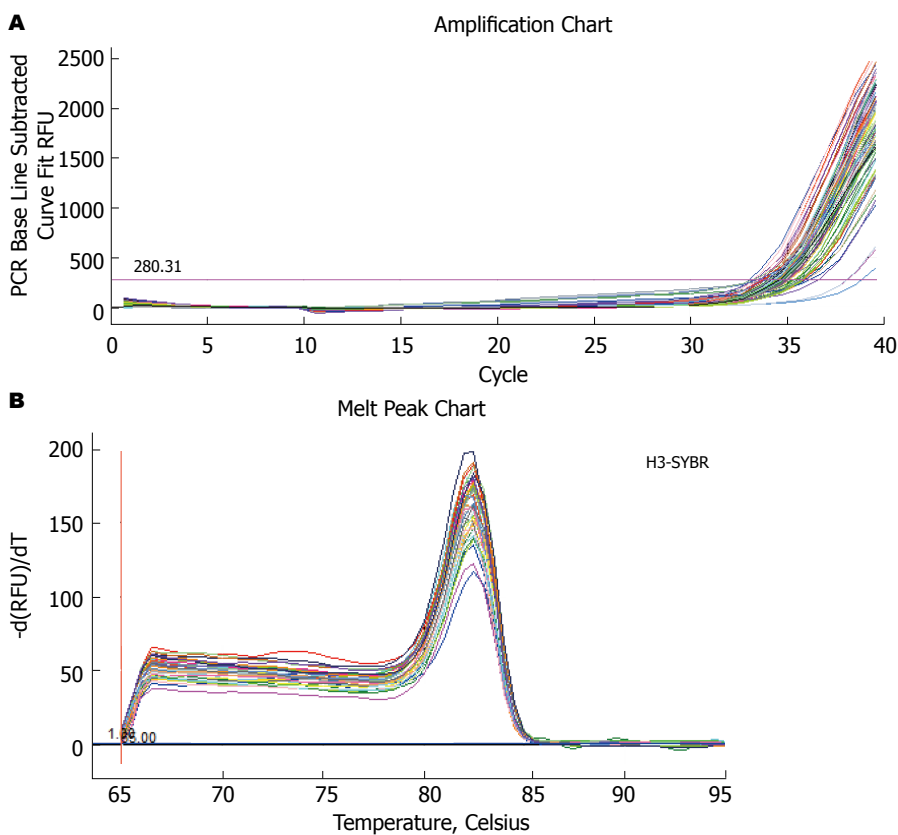 A
Amplification Chart
PCR Base Line Subtracted
Curve Fit RFU
2500
2000
1500
1000
500
0
280.31
0 5 10 15 20 25 30 35 40
Cycle
B
Melt Peak Chart
H3-SYBR
200
150
100
50
0
-d(RFU)/dT
65 70 75 80 85 90 95
Temperature, Celsius